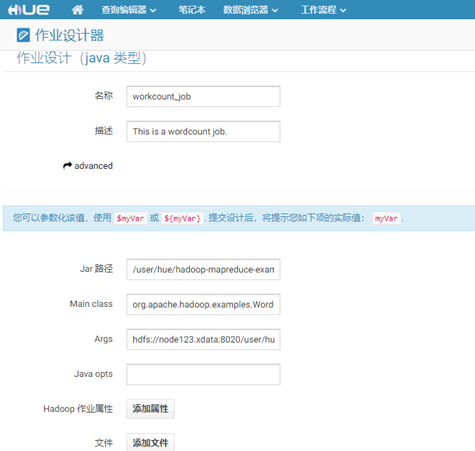 HUE 查询编辑器 笔记本 数据浏览器 工作流程
作业设计器
作业设计（java 类型）
名称 workcount_job
描述 This is a wordcount job.
advanced
您可以参数化该值，使用 $myVar 或 ${myVar}. 提交设计后，将提示您如下项的实际值： myVar .
Jar 路径 /user/hue/hadoop-mapreduce-exan
Main class org.apache.hadoop.examples.Word
Args hdfs://node123.xdata:8020/user/hu
Java opts
Hadoop 作业属性 添加属性
文件 添加文件